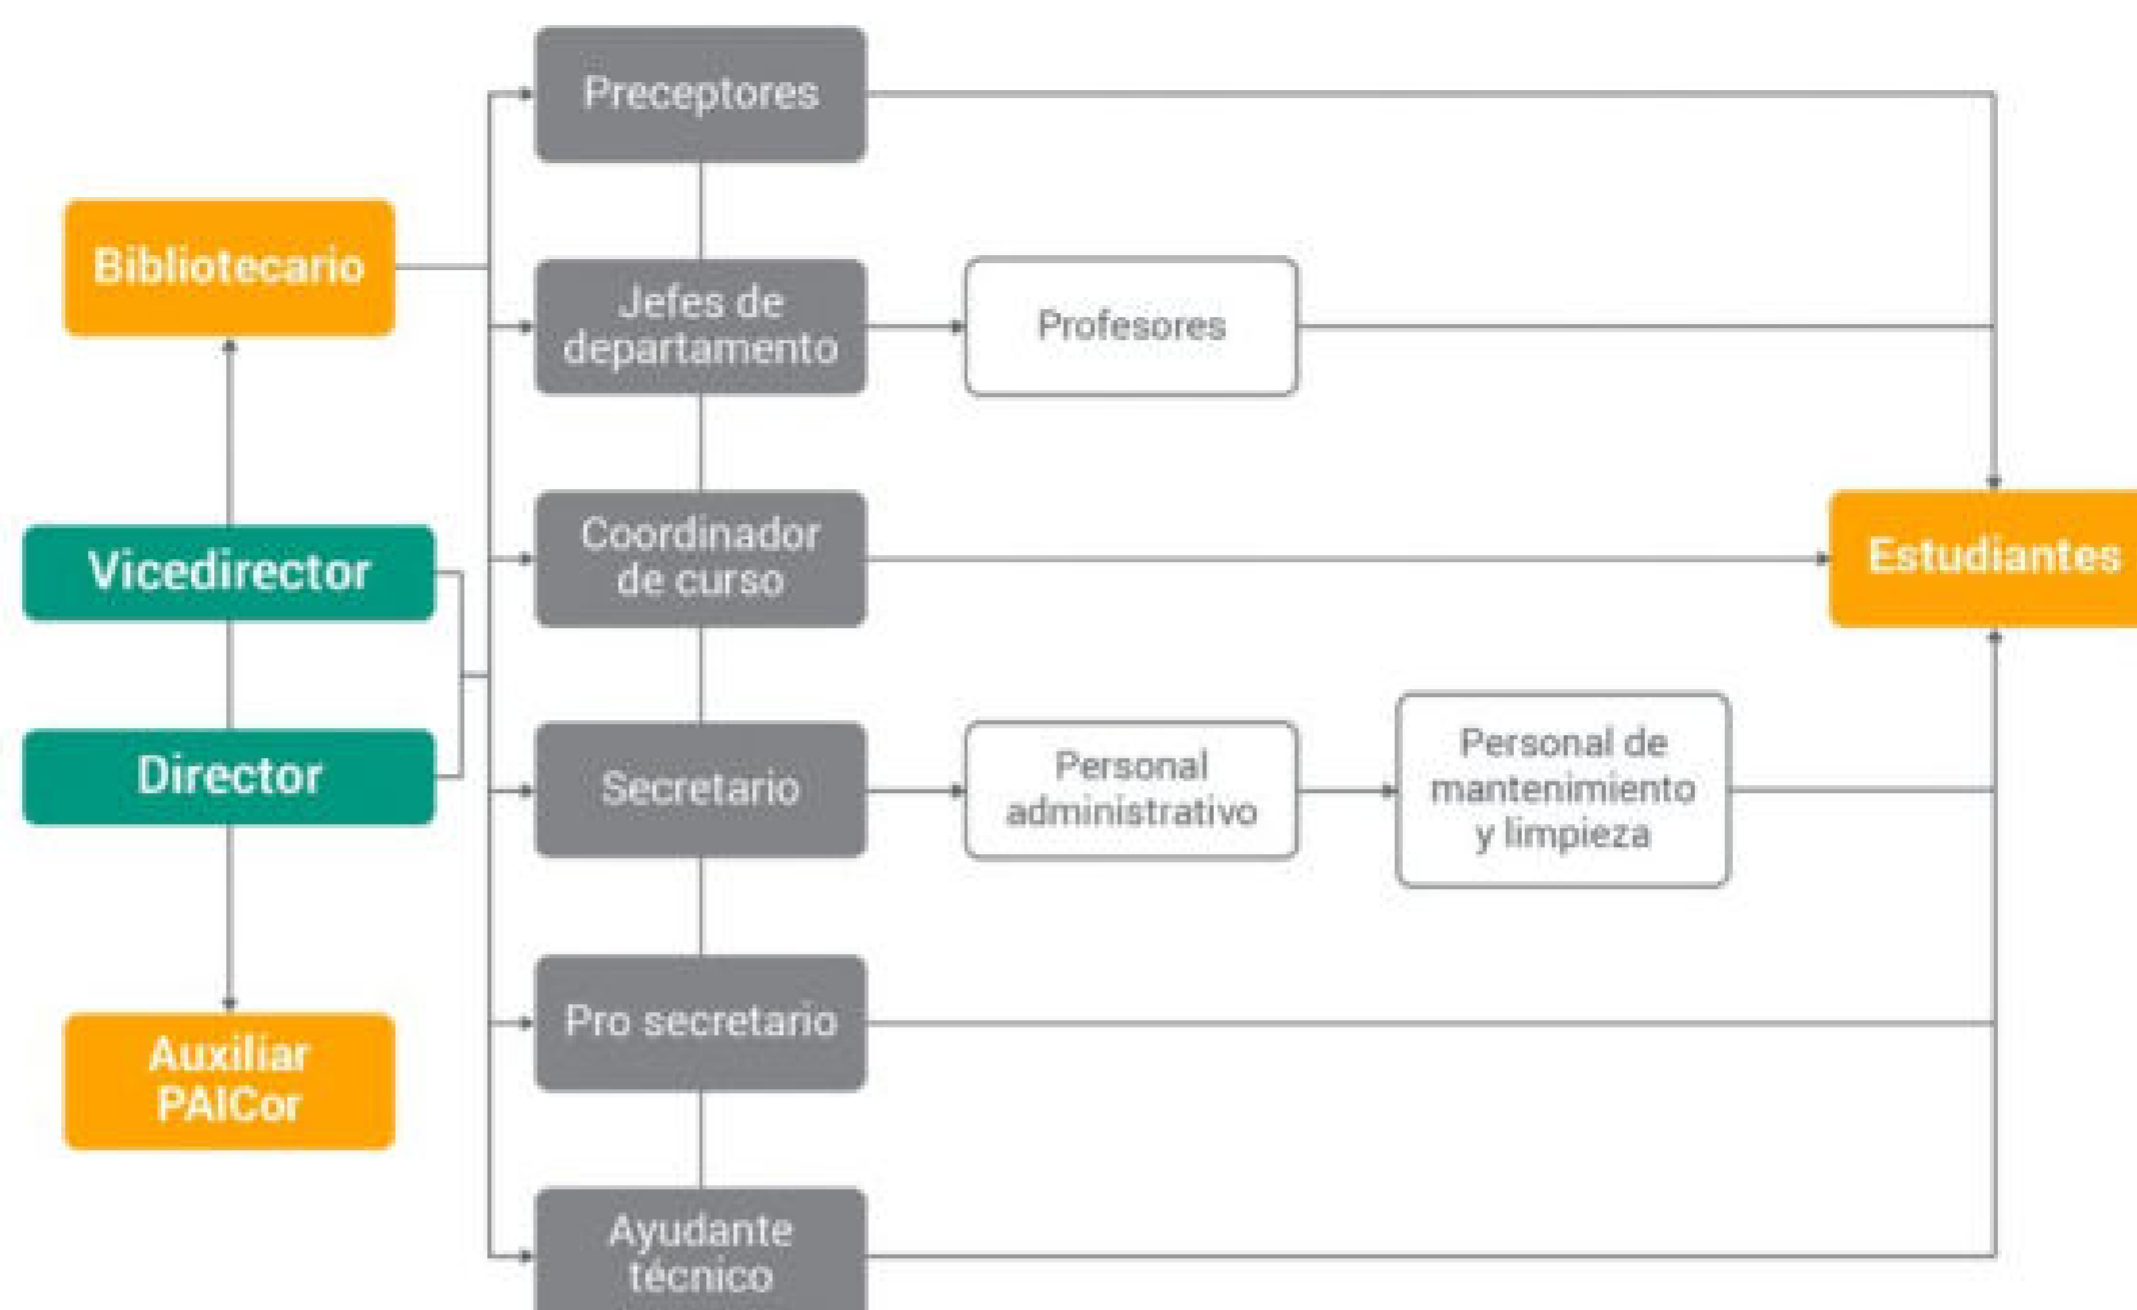 Preceptores
Bibliotecario
Jefes de
departamento
Profesores
Vicedirector
Coordinador
de curso
Estudiantes
Director
Secretario
Personal
administrativo
Personal de
mantenimiento
y limpieza
Auxiliar
PAICor
Pro secretario
Ayudante
técnico